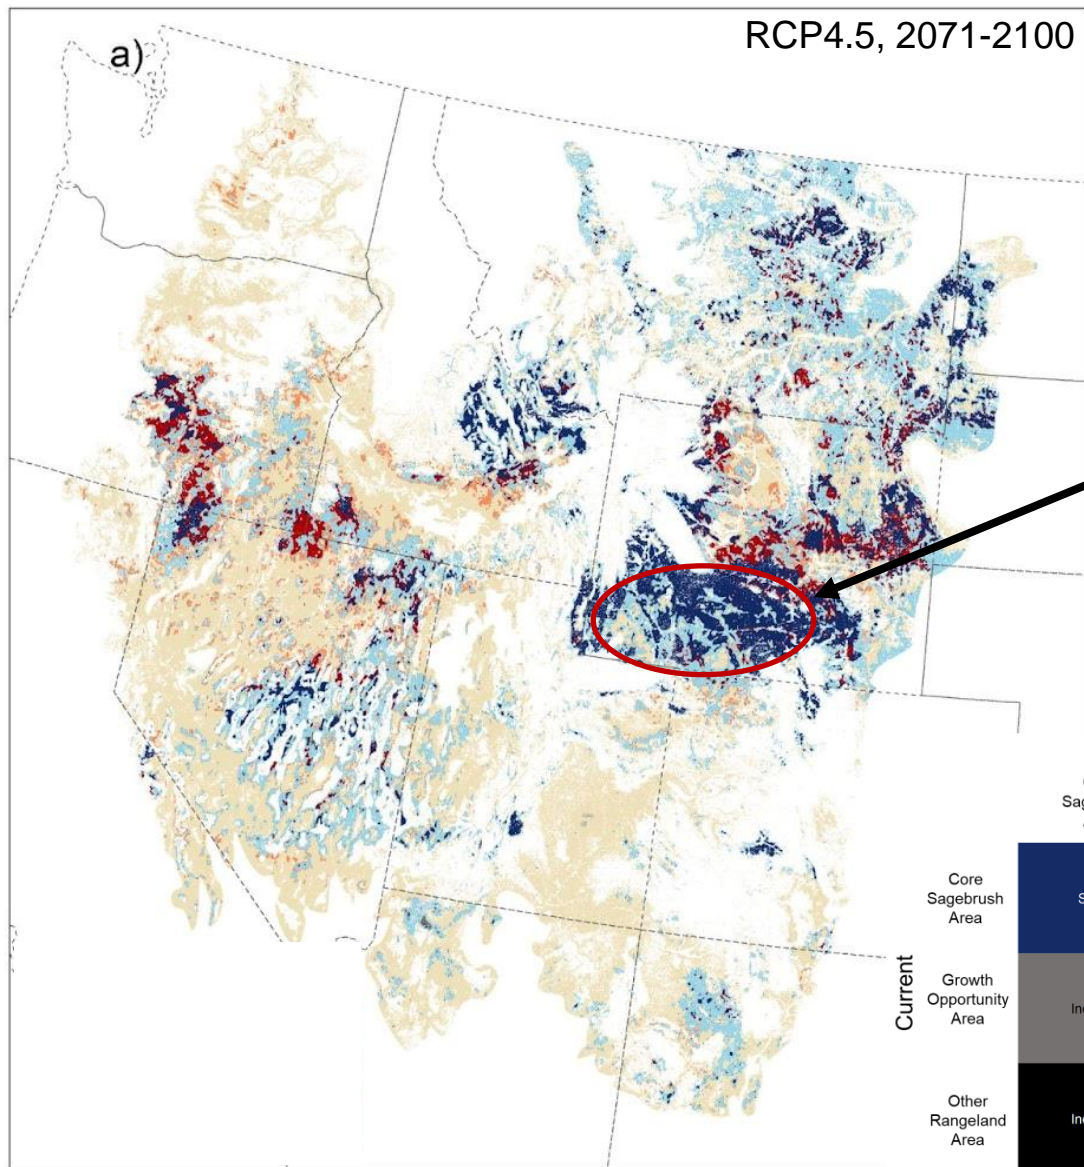 RCP4.5, 2071-2100
a)
Core
Sagebrush
Area
Growth
Opportunity
Area
Other
Rangeland
Area
Current